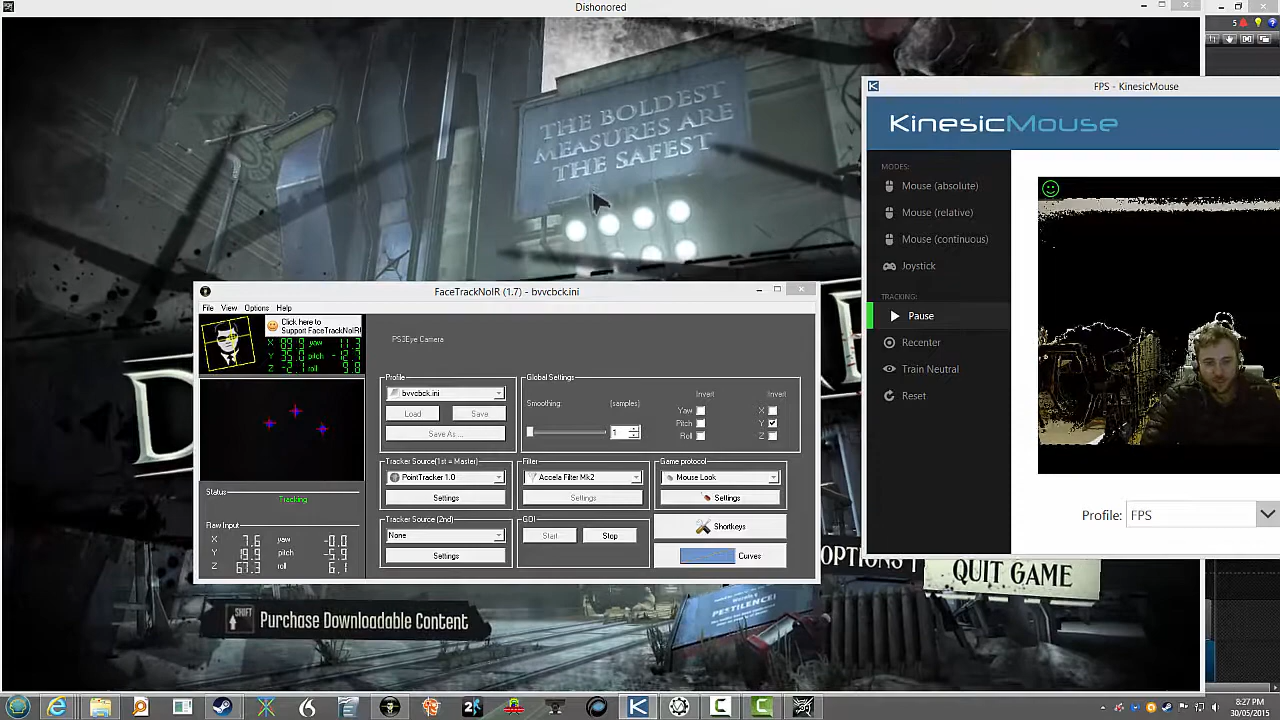 Dishonored
THE BOLDEST
MEASURES ARE
THE SAFEST
FPS - KinesicMouse
KinesicMouse
MODES:
Mouse (absolute)
Mouse (relative)
Mouse (continuous)
Joystick
TRACKING:
Pause
Recenter
Train Neutral
Reset
Profile: FPS
FaceTrackNoIR (1.7) - bvvcbck.ini
File View Options Help
Click here to
Support FaceTrackNoIR!
PS3Eye Camera
Profile
bvvcbck.ini
Load Save
Save As ...
Global Settings
Smoothing: (samples)
1
Invert Invert
Yaw X
Pitch Y
Roll Z
Tracker Source(1st = Master)
PointTracker 1.0
Settings
Filter
Accela Filter Mk2
Settings
Game protocol
Mouse Look
Settings
Status
Tracking
Tracker Source (2nd)
None
Settings
GO!
Start Stop
Shortkeys
Curves
Raw Input
X 7.6 yaw -0.0
Y 19.9 pitch -5.9
Z 67.3 roll 6.1
OPTIONS
QUIT GAME
SHIFT
Purchase Downloadable Content
PESTILENCE!
8:27 PM
30/05/2015